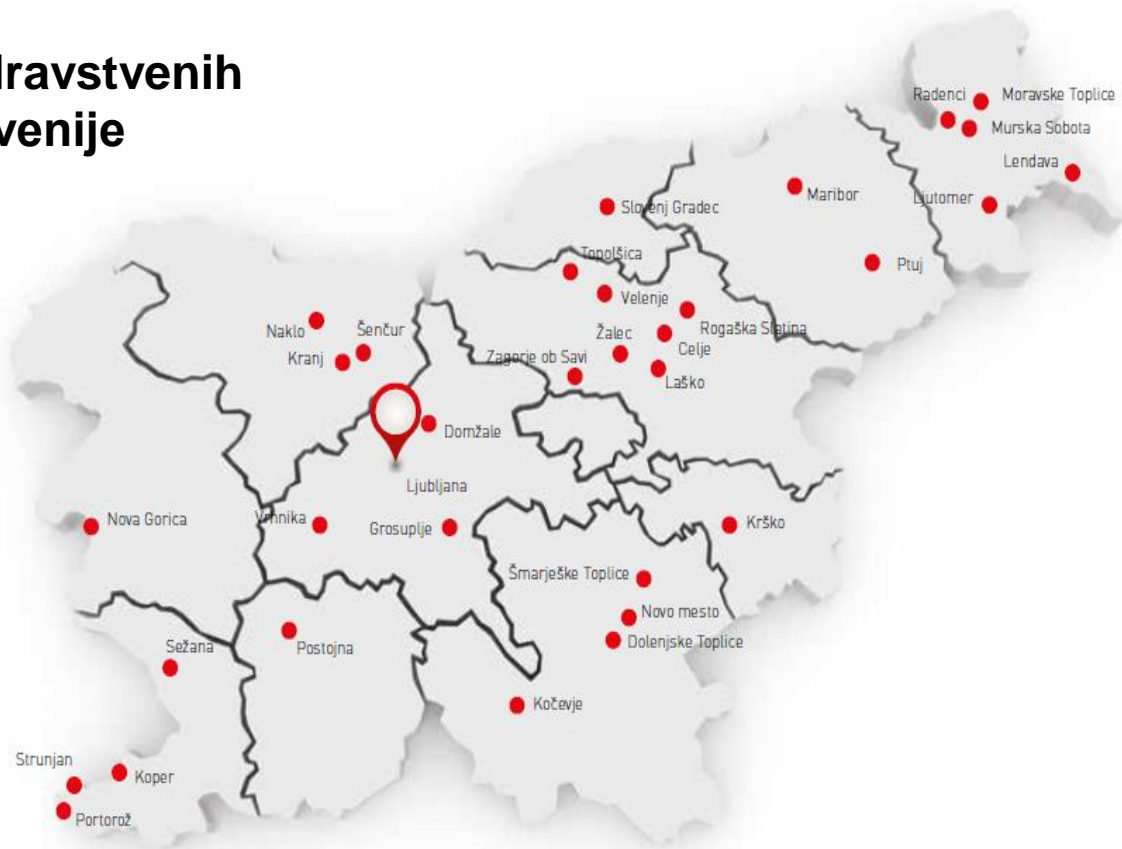 dravstvenih
venije
Radenci
Moravske Toplice
Murska Sobota
Lendava
Ljutomer
Maribor
Slovenj Gradec
Ptuj
Topolšica
Velenje
Rogaška Slatina
Naklo
Šenčur
Žalec
Celje
Kranj
Zagorje ob Savi
Laško
Domžale
Ljubljana
Nova Gorica
Vrhnika
Grosuplje
Krško
Šmarješke Toplice
Novo mesto
Dolenjske Toplice
Sežana
Postojna
Kočevje
Strunjan
Koper
Portorož